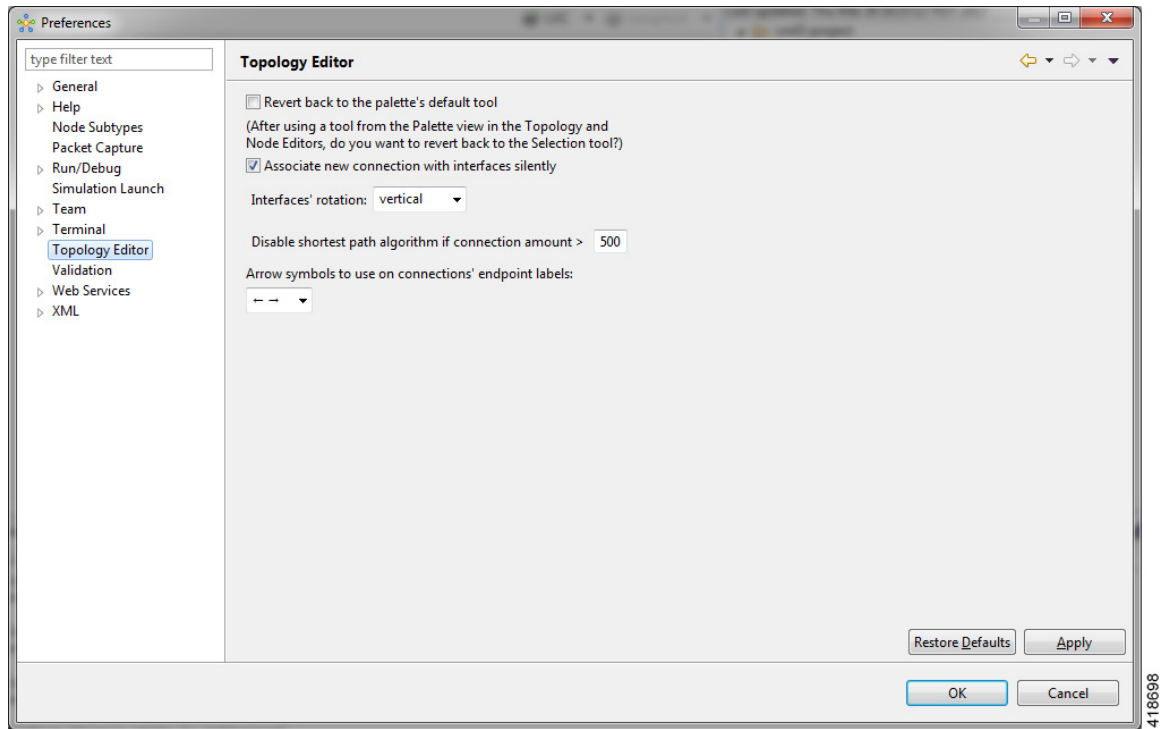 Preferences
type filter text
General
Help
Node Subtypes
Packet Capture
Run/Debug
Simulation Launch
Team
Terminal
Topology Editor
Validation
Web Services
XML
Topology Editor
Revert back to the palette's default tool
(After using a tool from the Palette view in the Topology and
Node Editors, do you want to revert back to the Selection tool?)
Associate new connection with interfaces silently
Interfaces' rotation: vertical
Disable shortest path algorithm if connection amount > 500
Arrow symbols to use on connections' endpoint labels:
← →
Restore Defaults Apply
OK Cancel
418698